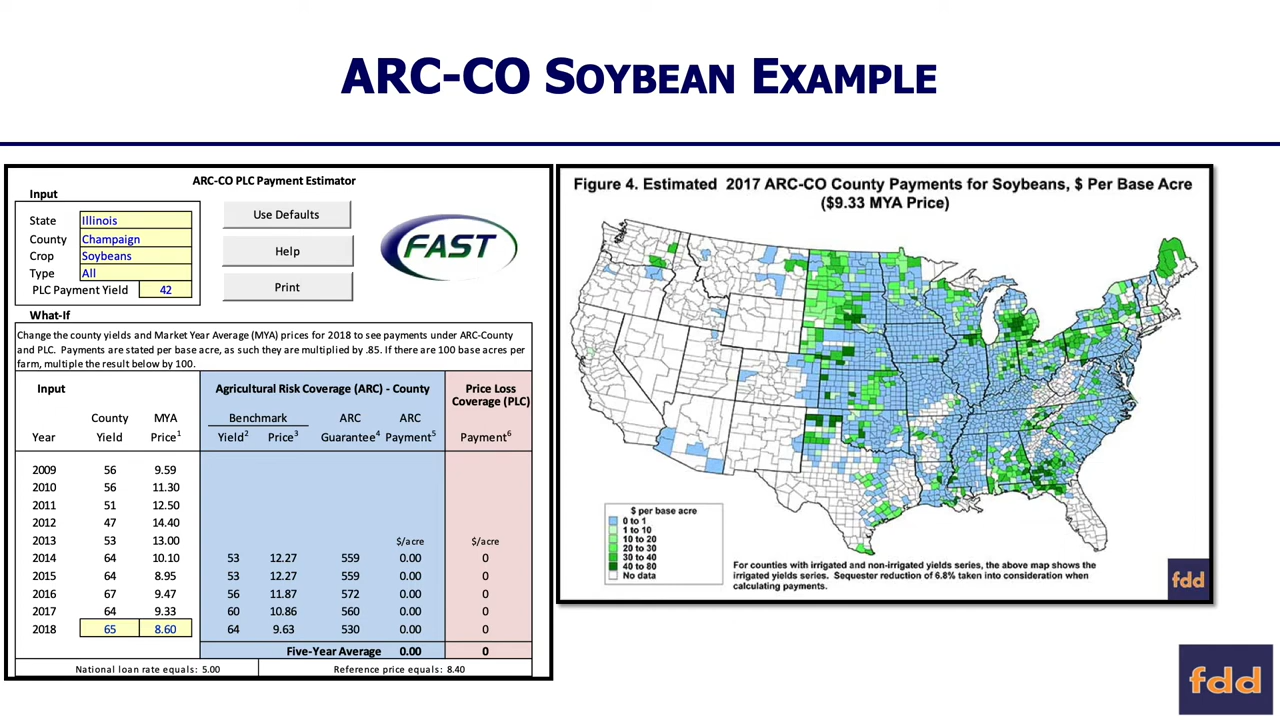 ARC-CO SOYBEAN EXAMPLE
ARC-CO PLC Payment Estimator
Input
State Illinois
County Champaign
Crop Soybeans
Type All
PLC Payment Yield 42
Use Defaults
Help
Print
FAST
What-If
Change the county yields and Market Year Average (MYA) prices for 2018 to see payments under ARC-County
and PLC. Payments are stated per base acre, as such they are multiplied by .85. If there are 100 base acres per
farm, multiple the result below by 100.
Input Agricultural Risk Coverage (ARC) - County Price Loss
Coverage (PLC)
County MYA Benchmark ARC ARC
Year Yield Price1 Yield2 Price3 Guarantee4 Payment5 Payment6
2009 56 9.59
2010 56 11.30
2011 51 12.50
2012 47 14.40
2013 53 13.00 $/acre $/acre
2014 64 10.10 53 12.27 559 0.00 0
2015 64 8.95 53 12.27 559 0.00 0
2016 67 9.47 56 11.87 572 0.00 0
2017 64 9.33 60 10.86 560 0.00 0
2018 65 8.60 64 9.63 530 0.00 0
Five-Year Average 0.00 0
National loan rate equals: 5.00 Reference price equals: 8.40
Figure 4. Estimated 2017 ARC-CO County Payments for Soybeans, $ Per Base Acre
($9.33 MYA Price)
$ per base acre
0 to 1
1 to 10
10 to 20
20 to 30
30 to 40
40 to 80
No data
For counties with irrigated and non-irrigated yields series, the above map shows the
irrigated yields series. Sequester reduction of 6.8% taken into consideration when
calculating payments.
fdd
fdd